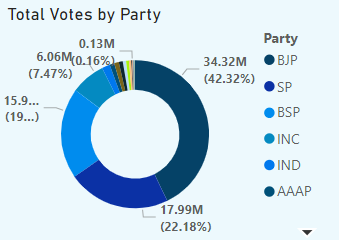 Total Votes by Party
0.13M
(0.16%)
6.06M
(7.47%)
15.9...
(19...)
34.32M
(42.32%)
17.99M
(22.18%)
Party
BJP
SP
BSP
INC
IND
AAAP